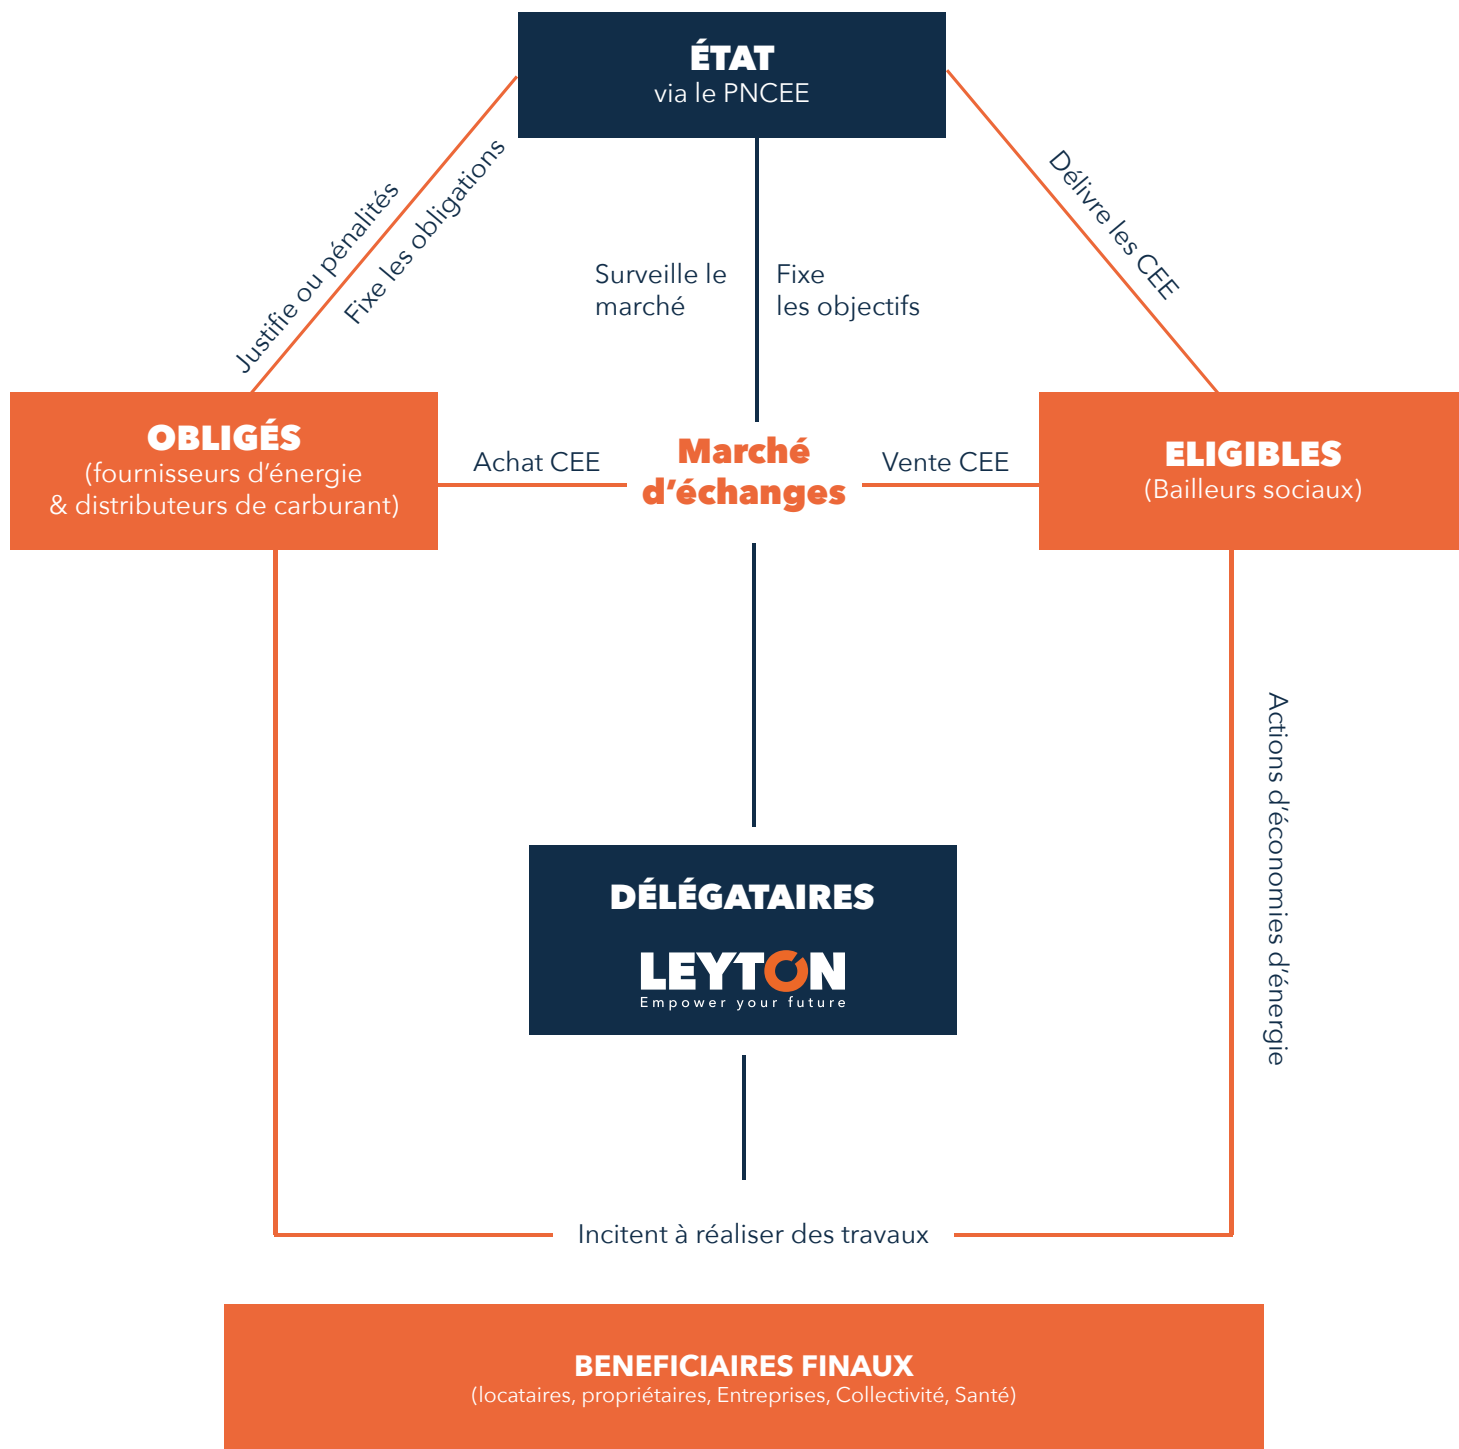 ÉTAT
via le PNCEE
Justifie ou pénalités
Fixe les obligations
Surveille le
marché
Fixe
les objectifs
Délivre les CEE
OBLIGÉS
(fournisseurs d'énergie
& distributeurs de carburant)
Achat CEE
Marché
d'échanges
Vente CEE
ELIGIBLES
(Bailleurs sociaux)
Actions d'économies d'énergie
DÉLÉGATAIRES
LEYTON
Empower your future
Incitent à réaliser des travaux
BENEFICIAIRES FINAUX
(locataires, propriétaires, Entreprises, Collectivité, Santé)